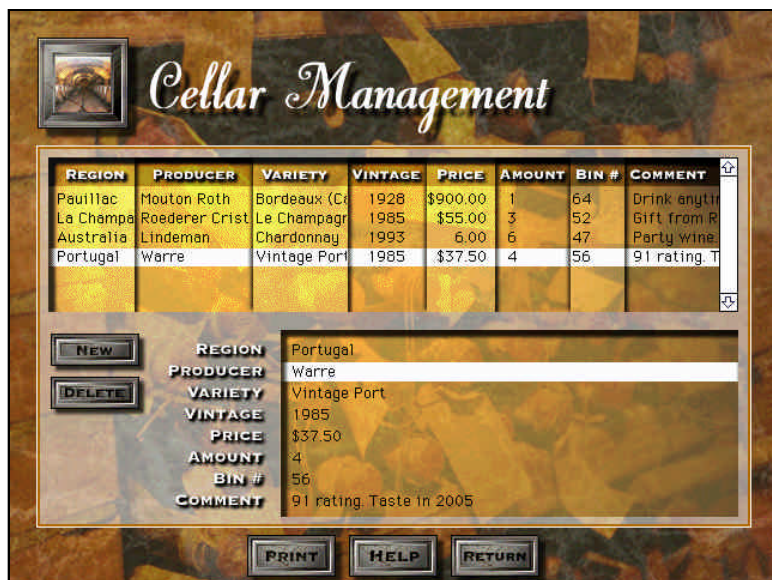 Cellar Management
REGION PRODUCER VARIETY VINTAGE PRICE AMOUNT BIN # COMMENT
Pauillac Mouton Roth Bordeaux (Ca 1928 $900.00 1 64 Drink anytim
La Champa Roederer Crist Le Champagr 1985 $55.00 3 52 Gift from R
Australia Lindeman Chardonnay 1993 6.00 6 47 Party wine.
Portugal Warre Vintage Port 1985 $37.50 4 56 91 rating. T
NEW
DELETE
REGION Portugal
PRODUCER Warre
VARIETY Vintage Port
VINTAGE 1985
PRICE $37.50
AMOUNT 4
BIN # 56
COMMENT 91 rating. Taste in 2005
PRINT HELP RETURN